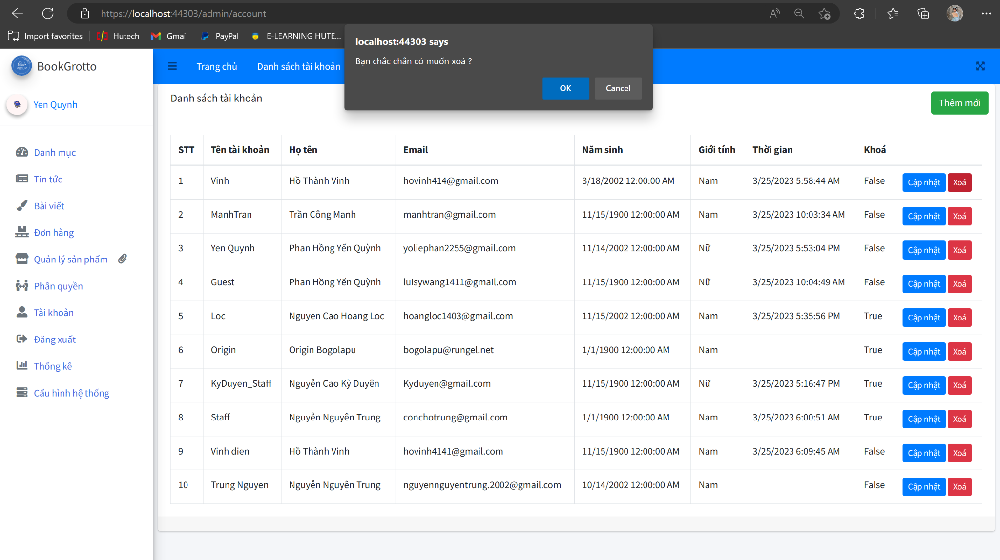 https://localhost:44303/admin/account
Import favorites
Hutech
Gmail
PayPal
E-LEARNING HUTE...
localhost:44303 says
Bạn chắc chắn có muốn xoá ?
OK
Cancel
BookGrotto
Trang chủ
Danh sách tài khoản
Yen Quynh
Danh mục
Tin tức
Bài viết
Đơn hàng
Quản lý sản phẩm
Phân quyền
Tài khoản
Đăng xuất
Thống kê
Cấu hình hệ thống
Danh sách tài khoản
Thêm mới
STT Tên tài khoản Họ tên Email Năm sinh Giới tính Thời gian Khoá
1 Vinh Hồ Thành Vinh hovinh414@gmail.com 3/18/2002 12:00:00 AM Nam 3/25/2023 5:58:44 AM False Cập nhật Xoá
2 ManhTran Trần Công Manh manhtran@gmail.com 11/15/1900 12:00:00 AM Nam 3/25/2023 10:03:34 AM False Cập nhật Xoá
3 Yen Quynh Phan Hồng Yến Quỳnh yoliephan2255@gmail.com 11/14/2002 12:00:00 AM Nữ 3/25/2023 5:53:04 PM False Cập nhật Xoá
4 Guest Phan Hồng Yến Quỳnh luisywang1411@gmail.com 11/15/1900 12:00:00 AM Nữ 3/25/2023 10:04:49 AM False Cập nhật Xoá
5 Loc Nguyen Cao Hoang Loc hoangloc1403@gmail.com 11/15/2002 12:00:00 AM Nam 3/25/2023 5:35:56 PM True Cập nhật Xoá
6 Origin Origin Bogolapu bogolapu@rungel.net 1/1/1900 12:00:00 AM Nam True Cập nhật Xoá
7 KyDuyen_Staff Nguyễn Cao Kỳ Duyên Kyduyen@gmail.com 11/15/1900 12:00:00 AM Nữ 3/25/2023 5:16:47 PM True Cập nhật Xoá
8 Staff Nguyễn Nguyên Trung conchotrung@gmail.com 1/1/1900 12:00:00 AM Nam 3/25/2023 6:00:51 AM True Cập nhật Xoá
9 Vinh dien Hồ Thành Vinh hovinh4141@gmail.com 11/15/1900 12:00:00 AM Nam 3/25/2023 6:09:45 AM False Cập nhật Xoá
10 Trung Nguyen Nguyễn Nguyên Trung nguyennguyentrung.2002@gmail.com 10/14/2002 12:00:00 AM Nam False Cập nhật Xoá